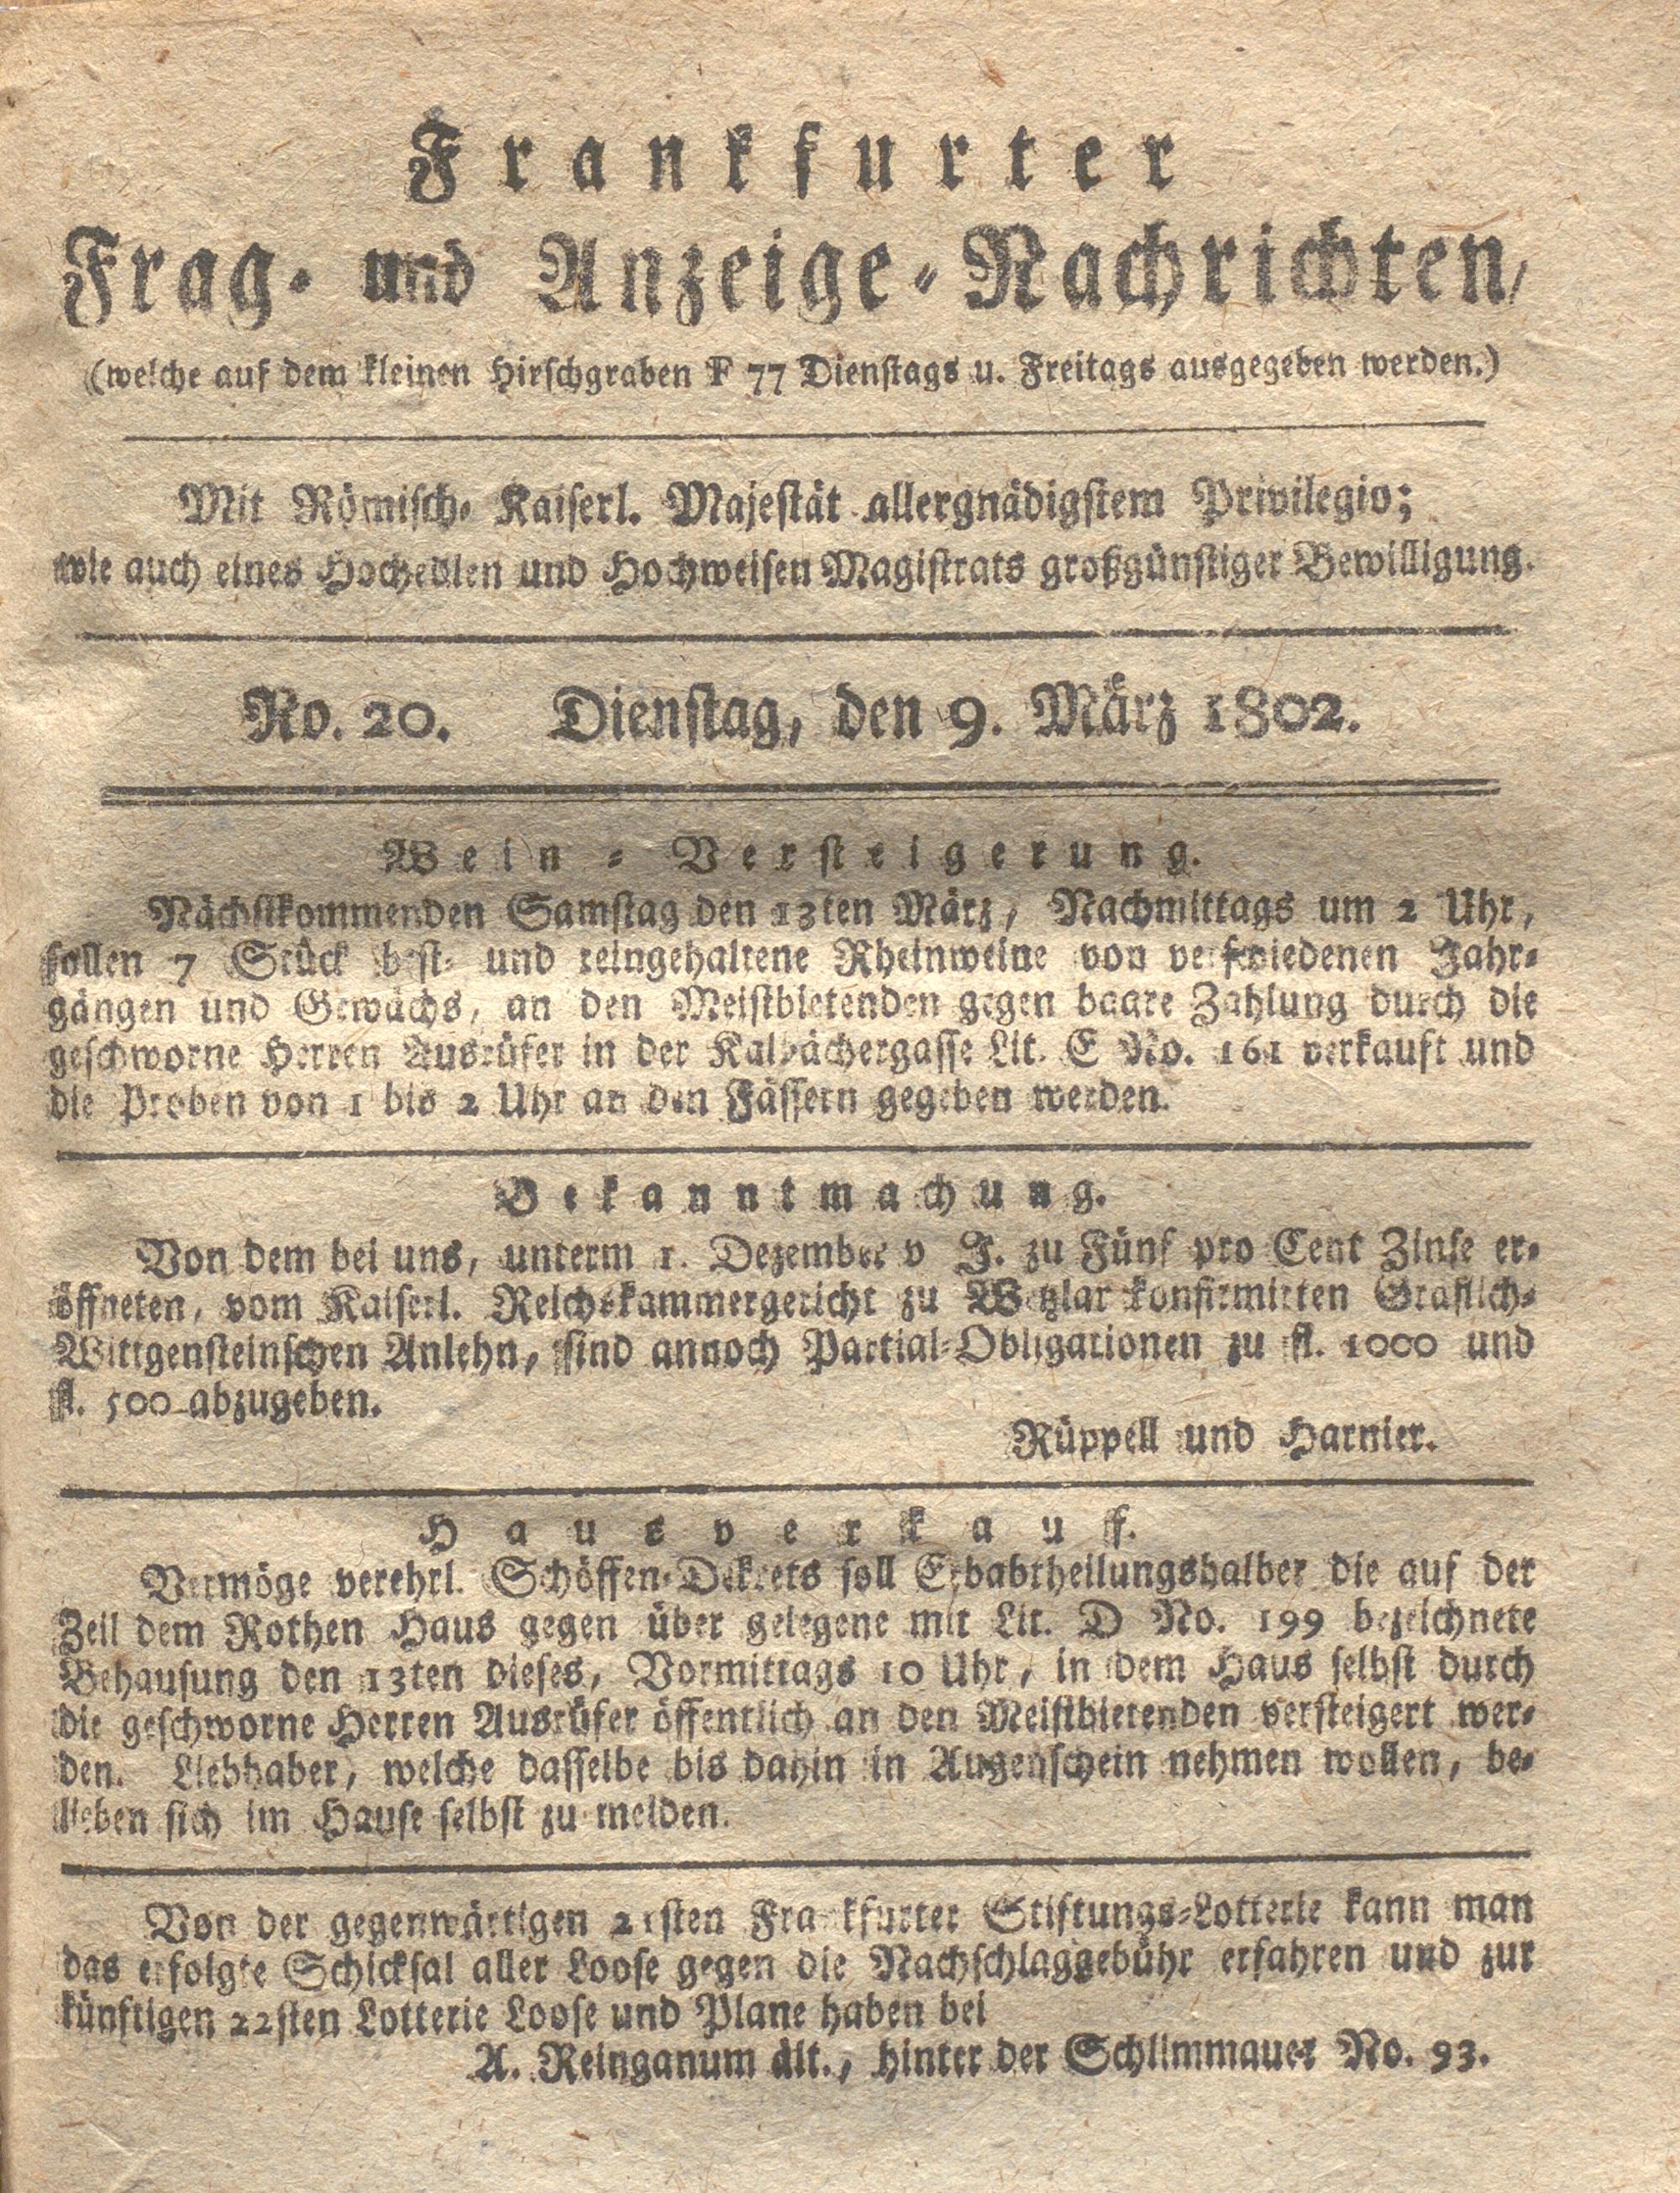 Frankfurter
Frag- und Anzeige-Nachrichten,
(welche auf dem kleinen Hirschgraben F 77 Dienstags u. Freitags ausgegeben werden.)
Mit Römisch- Kaiserl. Majestät allergnädigstem Privilegio;
wie auch eines Hochedlen und Hochweisen Magistrats großgünstiger Bewilligung.
No. 20. Dienstag, den 9. März 1802.
Wein-Versteigerung.
Nächstkommenden Samstag den 13ten März, Nachmittags um 2 Uhr,
sollen 7 Stück best- und reingehaltene Rheinweine von verschiedenen Jahr-
gängen und Gewächs, an den Meistbietenden gegen baare Zahlung durch die
geschworne Herren Ausrüfer in der Kalbächergasse Lit. E No. 161 verkauft und
die Proben von 1 bis 2 Uhr an den Fässern gegeben werden.
Bekanntmachung.
Von dem bei uns, unterm 1. Dezember v J. zu Fünf pro Cent Zinse er-
öffneten, vom Kaiserl. Reichskammergericht zu Wetzlar konfirmirten Gräflich-
Wittgensteinschen Anlehn, sind annoch Partial-Obligationen zu fl. 1000 und
fl. 500 abzugeben.
Rüppell und Harnier.
Hausverkauf.
Vermöge verehrl. Schöffen-Dekrets soll Erbabtheilungshalber die auf der
Zeil dem Rothen Haus gegen über gelegene mit Lit. D No. 199 bezeichnete
Behausung den 13ten dieses, Vormittags 10 Uhr, in dem Haus selbst durch
die geschworne Herren Ausrüfer öffentlich an den Meistbietenden versteigert wer-
den. Liebhaber, welche dasselbe bis dahin in Augenschein nehmen wollen, be-
lieben sich im Hause selbst zu melden.
Von der gegenwärtigen 21sten Frankfurter Stiftungs-Lotterie kann man
das erfolgte Schicksal aller Loose gegen die Nachschlaggebühr erfahren und zur
künftigen 22sten Lotterie Loose und Plane haben bei
A. Reinganum ält., hinter der Schlimmauer No. 93.